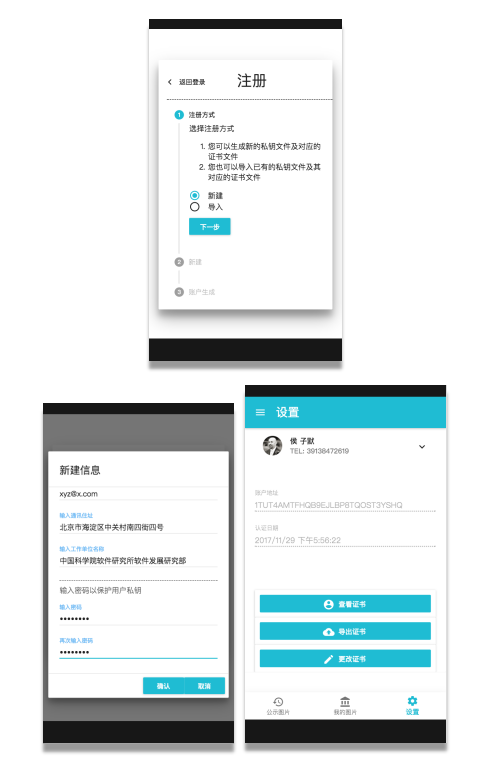 返回登录 注册
1 注册方式
选择注册方式
1. 您可以生成新的私钥文件及对应的
证书文件
2. 您也可以导入已有的私钥文件及其
对应的证书文件
新建
导入
下一步
2 新建
3 账户生成
新建信息
xyz@x.com
输入通讯住址
北京市海淀区中关村南四街四号
输入工作单位名称
中国科学院软件研究所软件发展研究部
输入密码以保护用户私钥
输入密码
••••••••
再次输入密码
••••••••
确认 取消
设置
侯 子默
TEL: 39138472619
账户地址
1TUT4AMTFHQB9EJLBP8TQOST3YSHQ
认证日期
2017/11/29 下午5:56:22
查看证书
导出证书
更改证书
公示图片 我的图片 设置